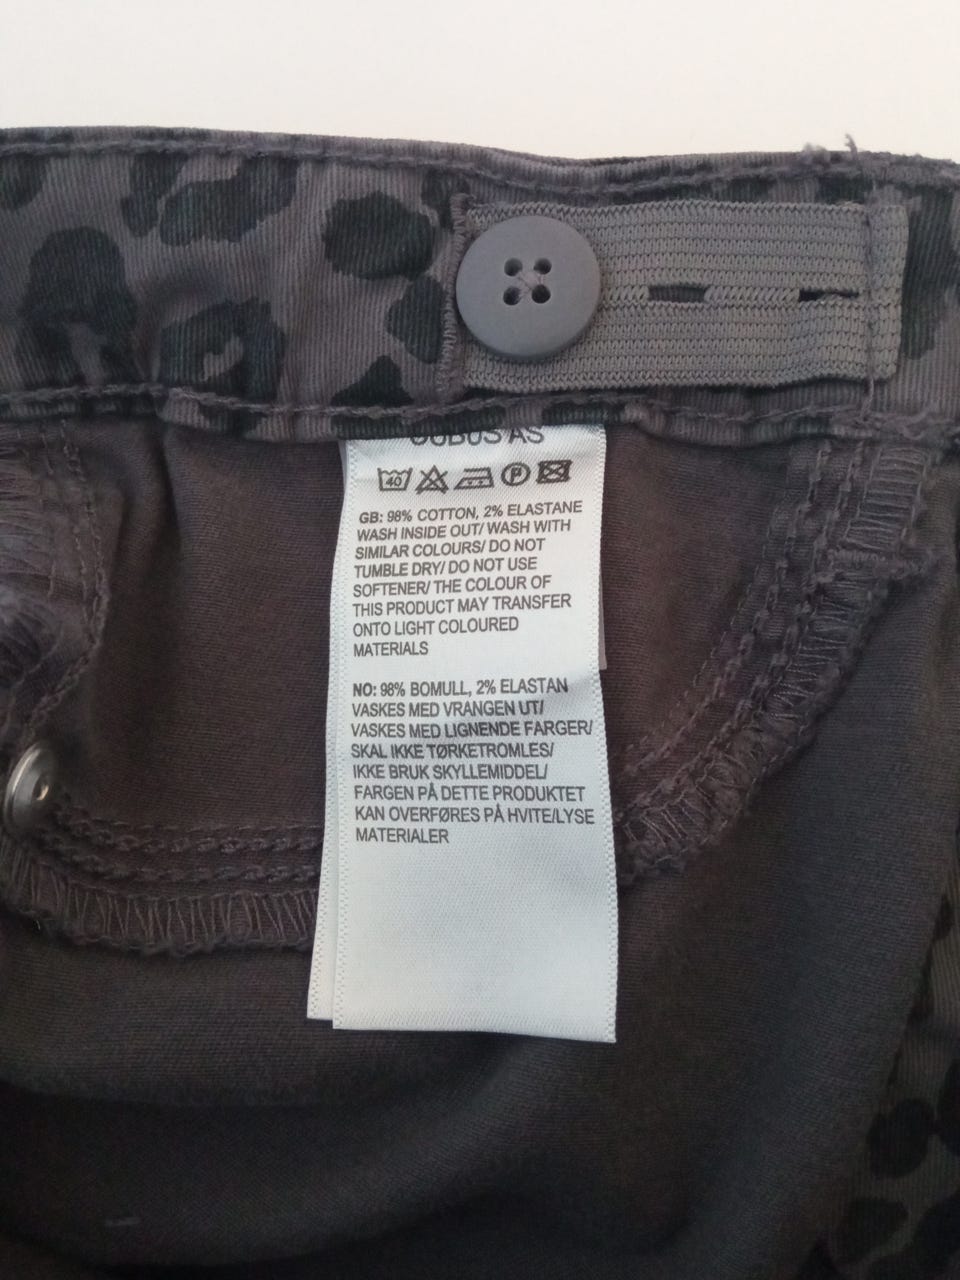 CUBUS AS
40 P
GB: 98% COTTON, 2% ELASTANE
WASH INSIDE OUT/ WASH WITH
SIMILAR COLOURS/ DO NOT
TUMBLE DRY/ DO NOT USE
SOFTENER/ THE COLOUR OF
THIS PRODUCT MAY TRANSFER
ONTO LIGHT COLOURED
MATERIALS
NO: 98% BOMULL, 2% ELASTAN
VASKES MED VRANGEN UT/
VASKES MED LIGNENDE FARGER/
SKAL IKKE TØRKETROMLES/
IKKE BRUK SKYLLEMIDDEL/
FARGEN PÅ DETTE PRODUKTET
KAN OVERFØRES PÅ HVITE/LYSE
MATERIALER